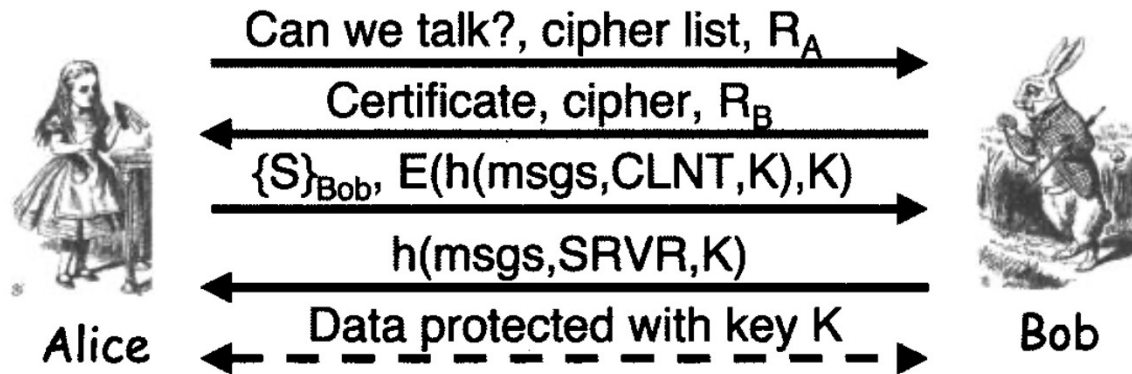 Can we talk?, cipher list, R_A
Certificate, cipher, R_B
{S}_Bob, E(h(msgs,CLNT,K),K)
h(msgs,SRVR,K)
Data protected with key K
Alice
Bob